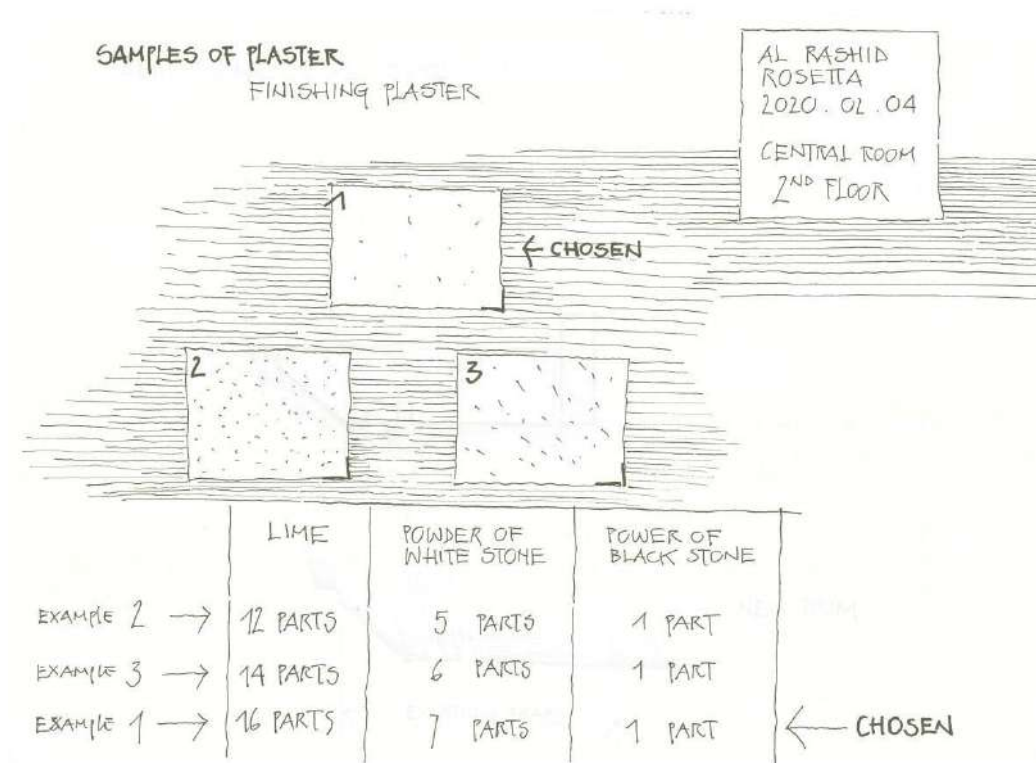 SAMPLES OF PLASTER
FINISHING PLASTER
AL RASHID
ROSETTA
2020.02.04
CENTRAL ROOM
2ND FLOOR
1
← CHOSEN
2
3
LIME
POWDER OF
WHITE STONE
POWER OF
BLACK STONE
EXAMPLE 2 → 12 PARTS 5 PARTS 1 PART
EXAMPLE 3 → 14 PARTS 6 PARTS 1 PART
EXAMPLE 1 → 16 PARTS 7 PARTS 1 PART ← CHOSEN